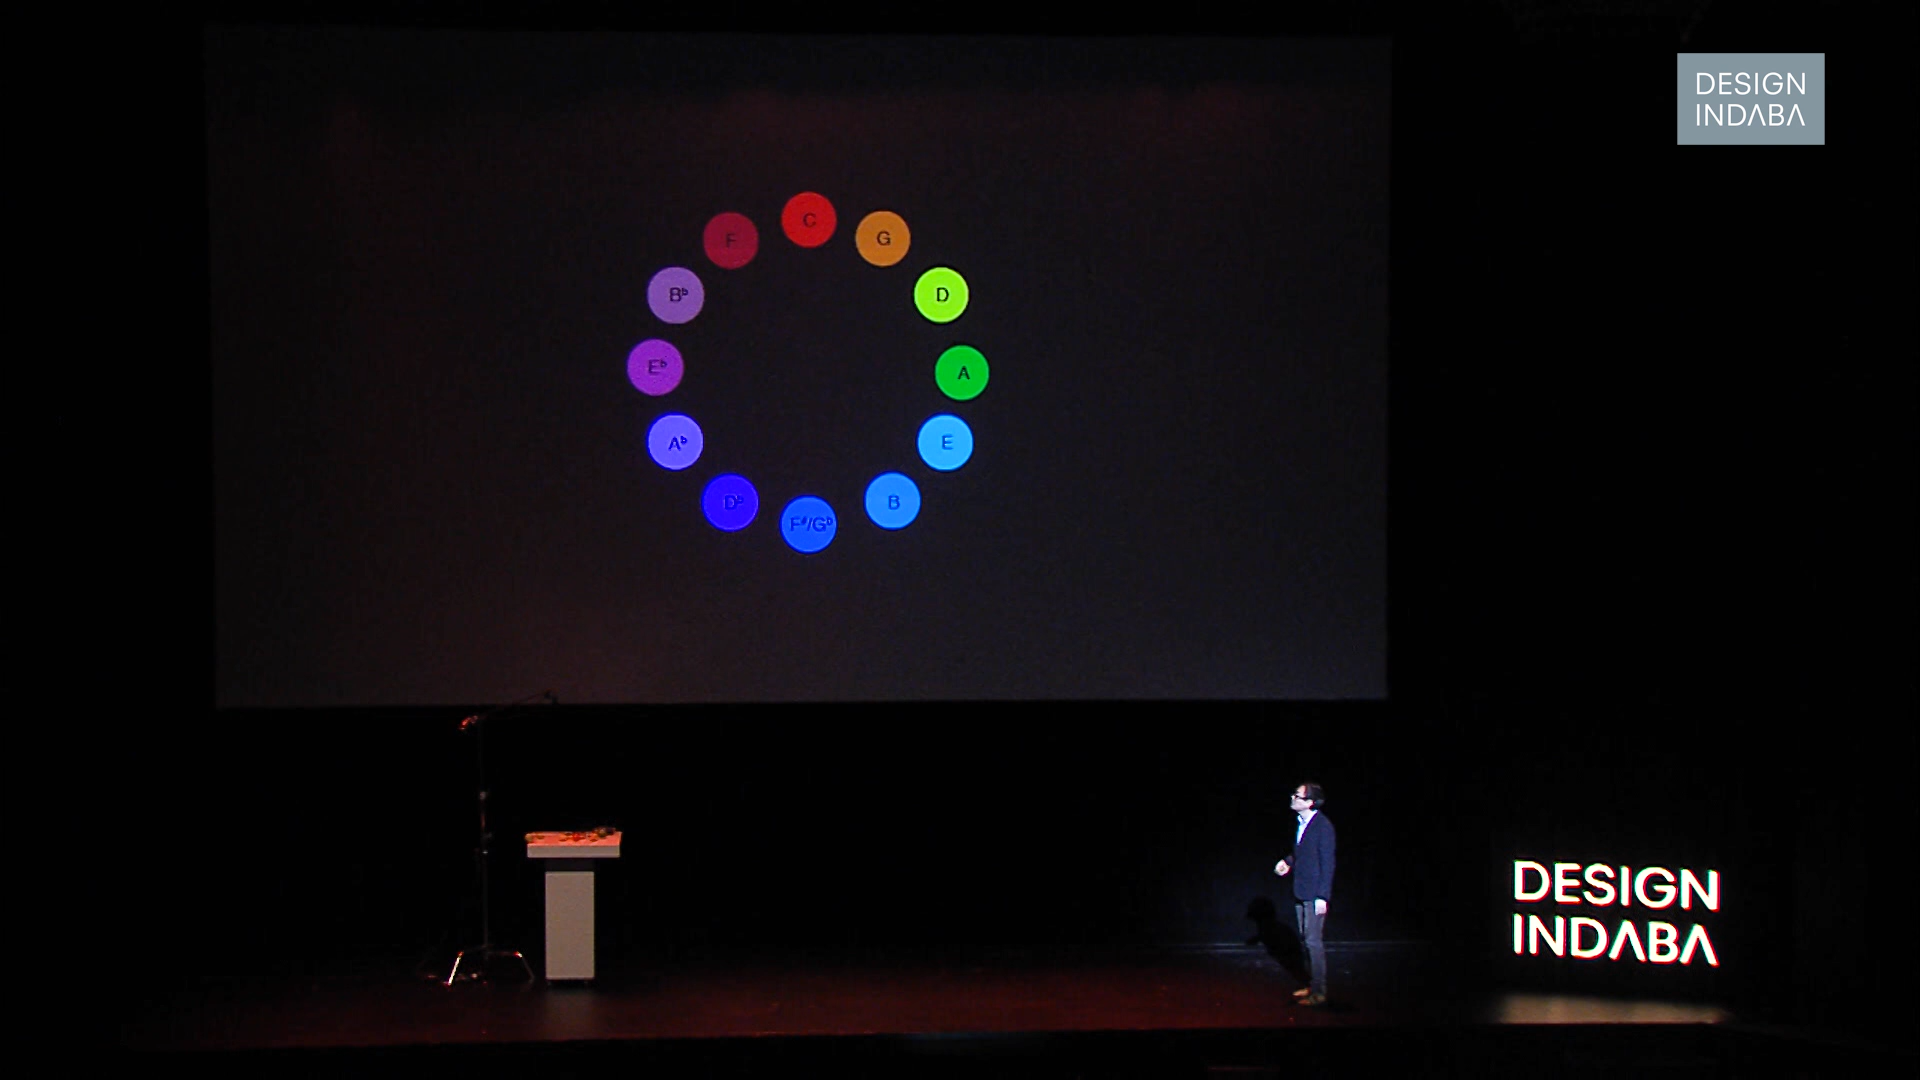 DESIGN
INDABA
C
F
G
B♭
D
E♭
A
A♭
E
D♭
B
F#/G♭
DESIGN
INDABA